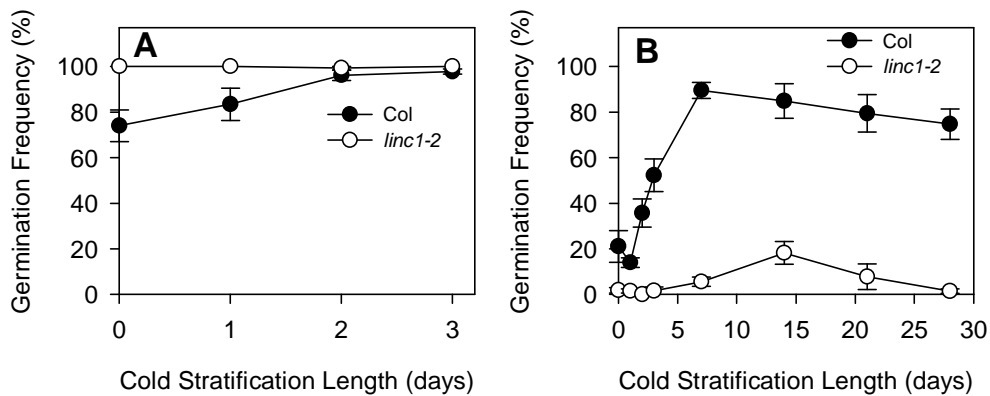 A
Germination Frequency (%)
100
80
60
40
20
0
Col
linc1-2
0 1 2 3
Cold Stratification Length (days)
B
Germination Frequency (%)
100
80
60
40
20
0
Col
linc1-2
0 5 10 15 20 25 30
Cold Stratification Length (days)